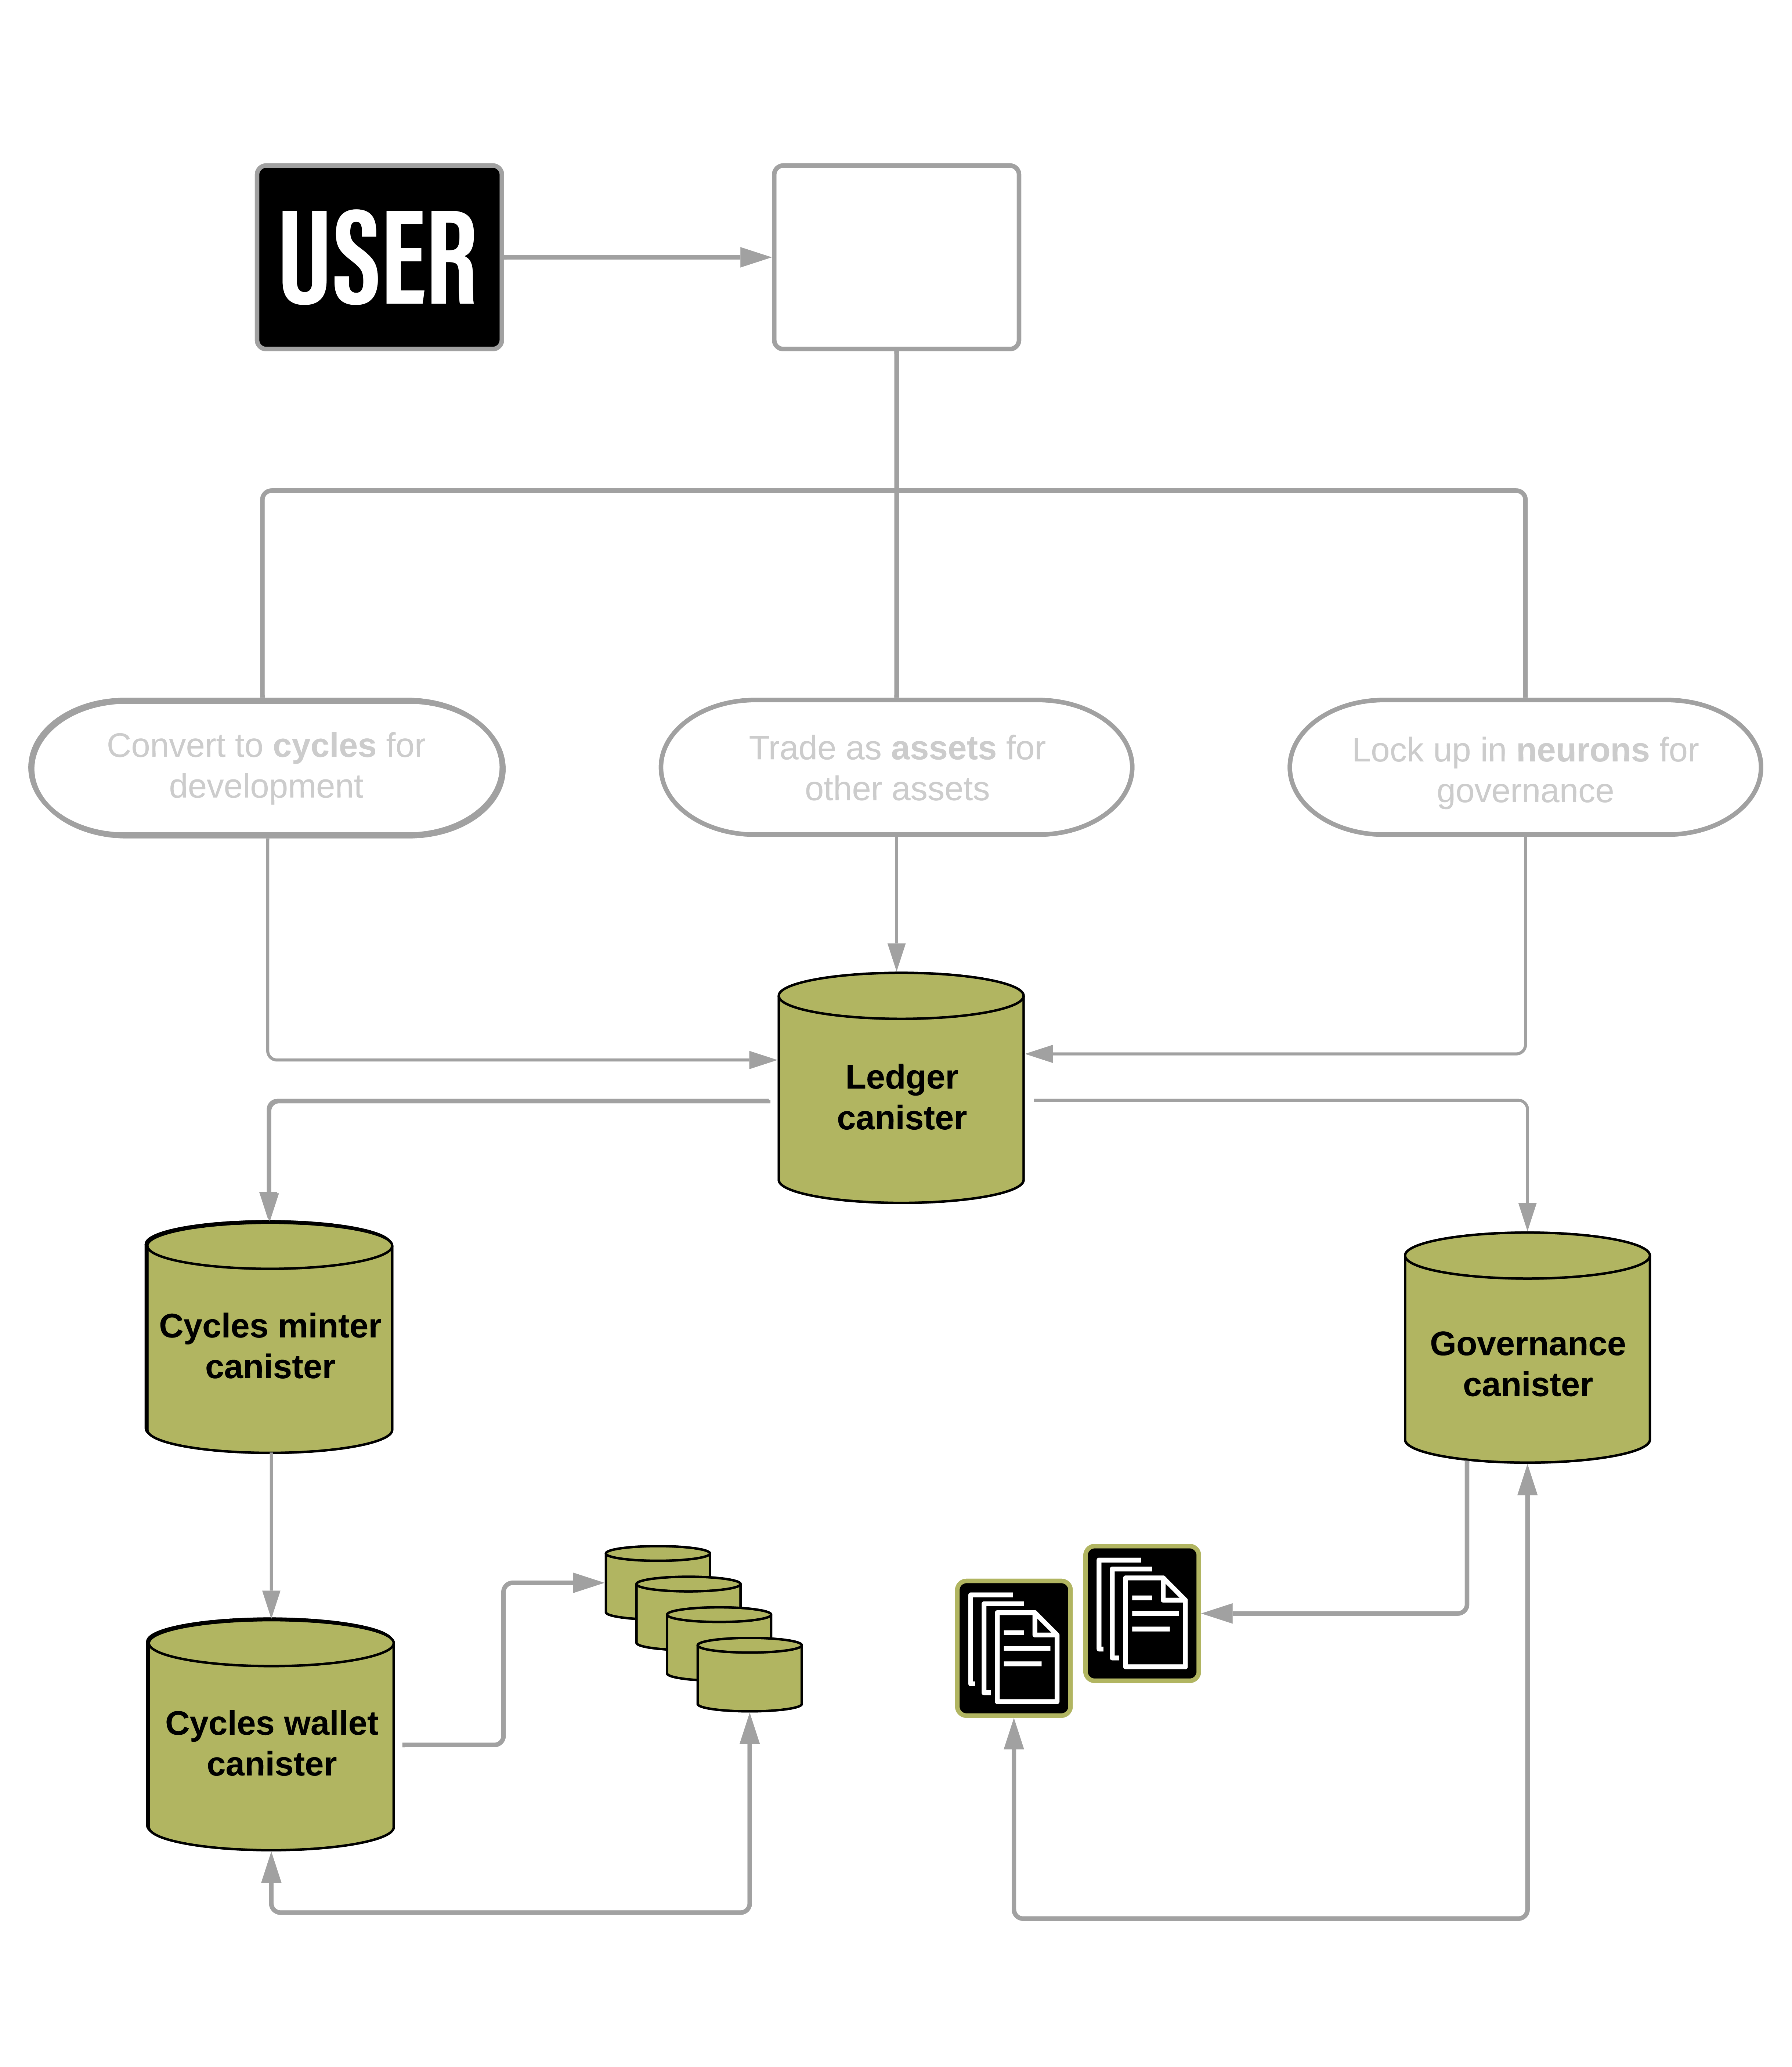 USER
Convert to cycles for
development
Trade as assets for
other assets
Lock up in neurons for
governance
Ledger
canister
Cycles minter
canister
Governance
canister
Cycles wallet
canister